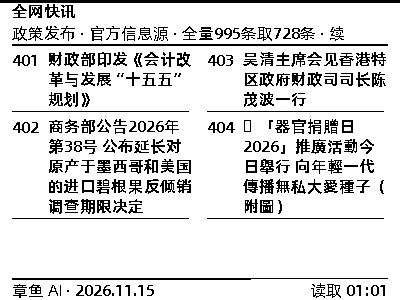 全网快讯
政策发布 · 官方信息源 · 全量995条取728条 · 续
401 财政部印发《会计改
革与发展“十五五”
规划》
402 商务部公告2026年
第38号 公布延长对
原产于墨西哥和美国
的进口碧根果反倾销
调查期限决定
403 吴清主席会见香港特
区政府财政司司长陈
茂波一行
404 「器官捐贈日
2026」推廣活動今
日舉行 向年輕一代
傳播無私大愛種子（
附圖）
章鱼 AI · 2026.11.15
读取 01:01